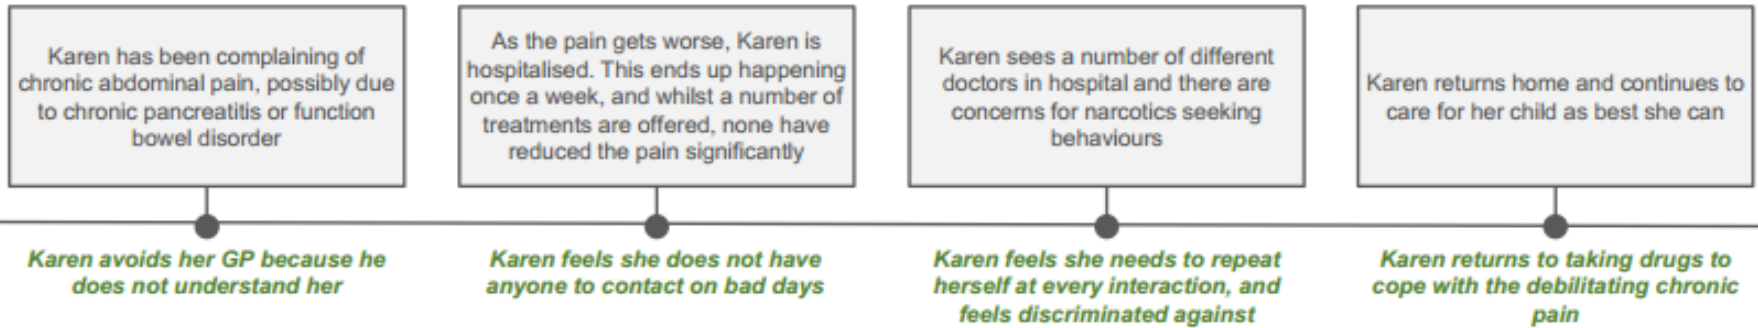 Karen has been complaining of
chronic abdominal pain, possibly due
to chronic pancreatitis or function
bowel disorder
As the pain gets worse, Karen is
hospitalised. This ends up happening
once a week, and whilst a number of
treatments are offered, none have
reduced the pain significantly
Karen sees a number of different
doctors in hospital and there are
concerns for narcotics seeking
behaviours
Karen returns home and continues to
care for her child as best she can
Karen avoids her GP because he
does not understand her
Karen feels she does not have
anyone to contact on bad days
Karen feels she needs to repeat
herself at every interaction, and
feels discriminated against
Karen returns to taking drugs to
cope with the debilitating chronic
pain